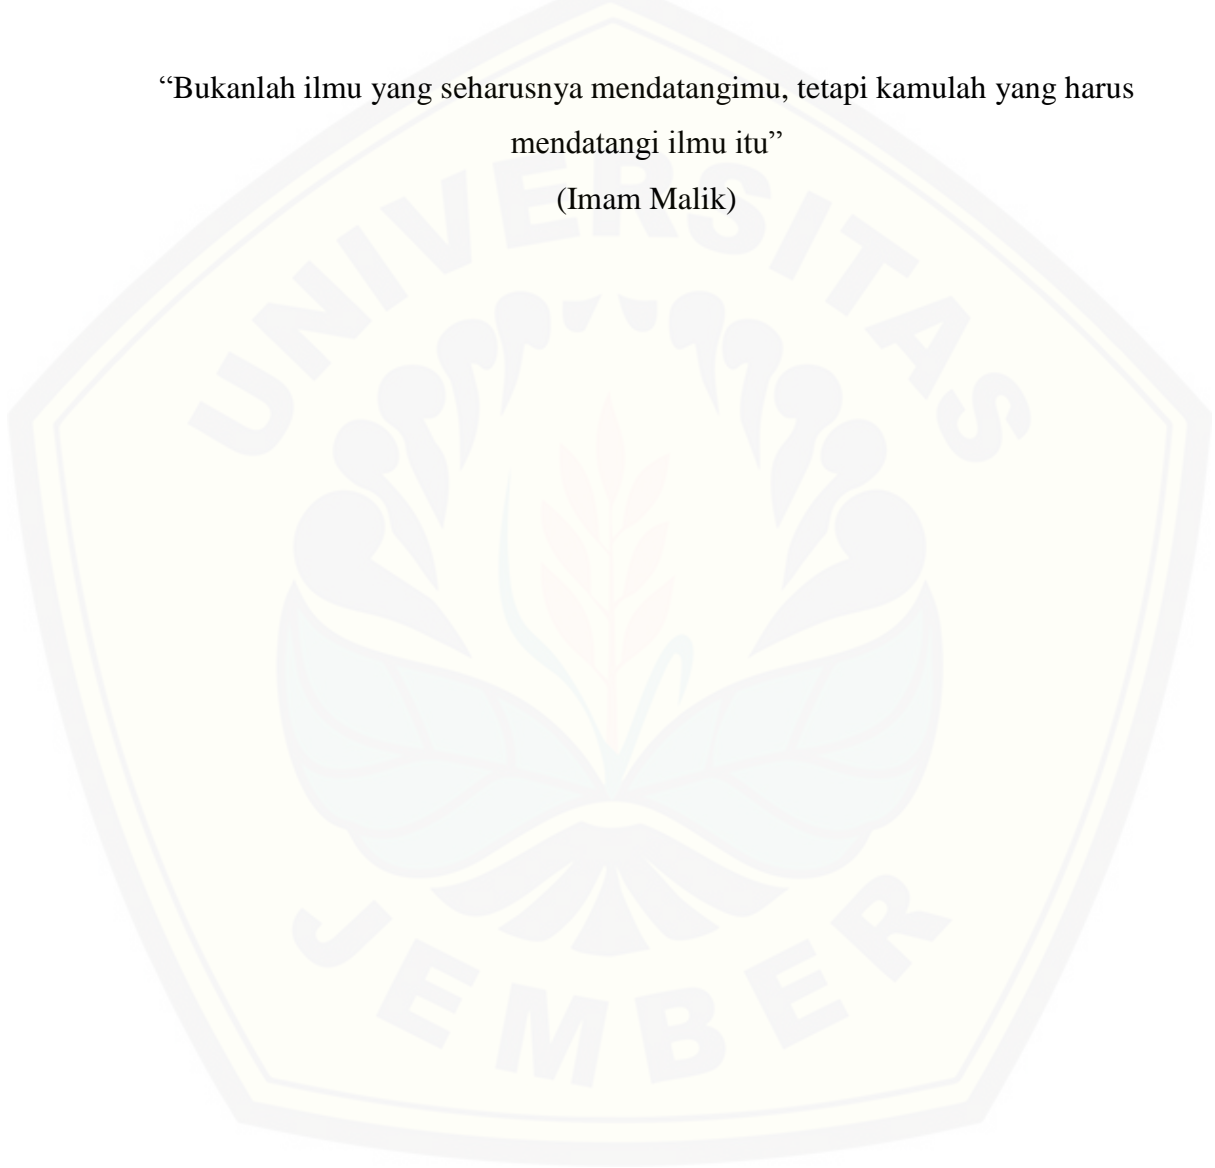 “Bukanlah ilmu yang seharusnya mendatangimu, tetapi kamulah yang harus
mendatangi ilmu itu”
(Imam Malik)
UNIVERSITAS
JEMBER